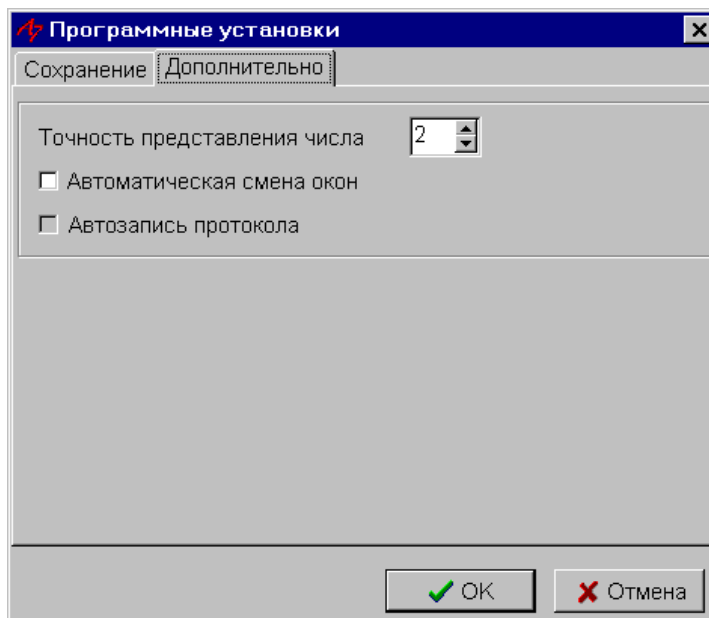 Программные установки
Сохранение Дополнительно
Точность представления числа 2
Автоматическая смена окон
Автозапись протокола
OK Отмена